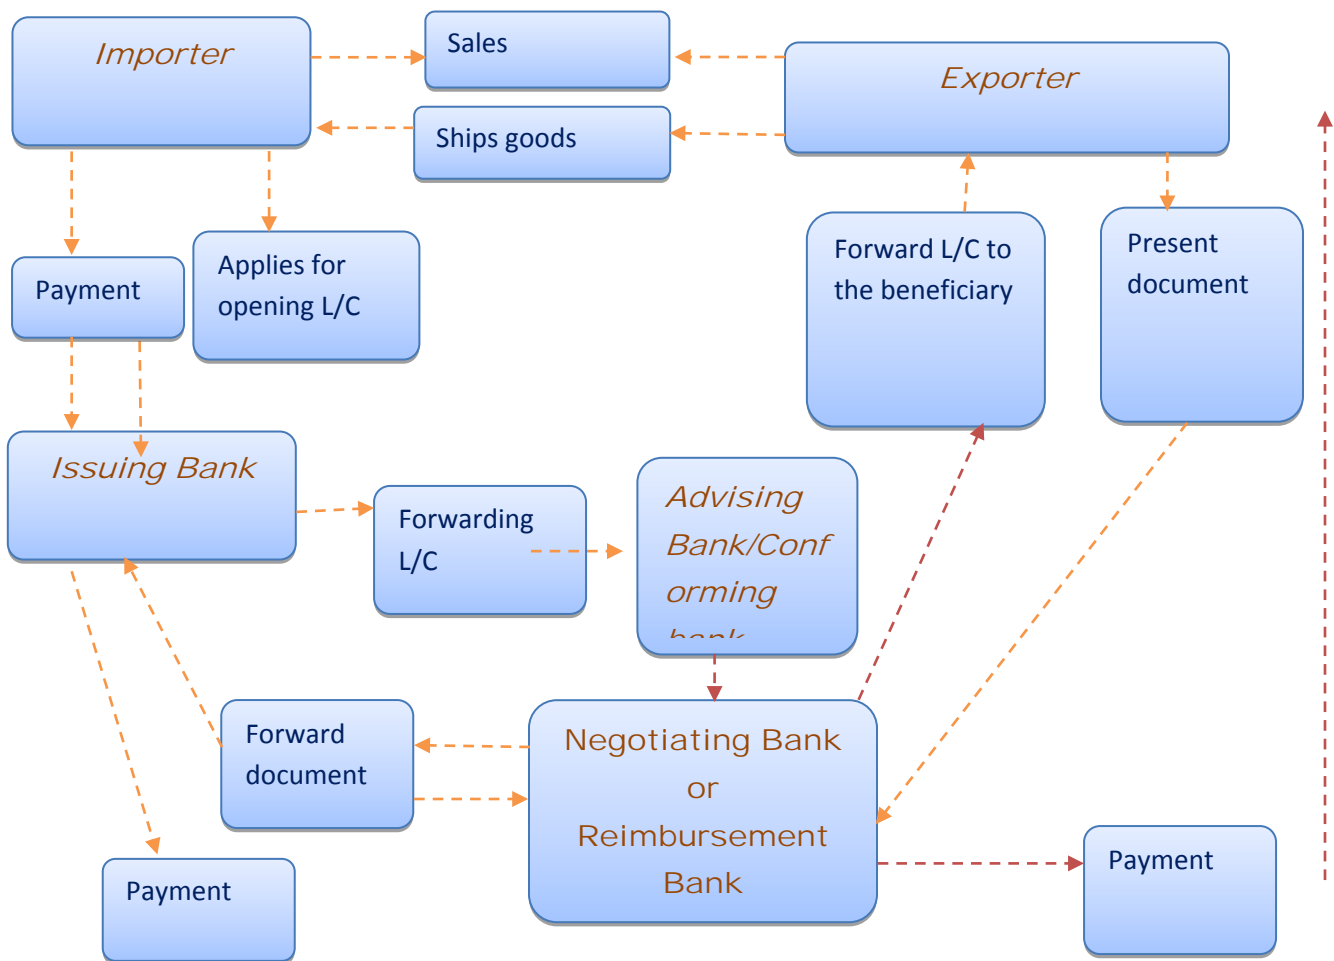 Importer
Sales
Exporter
Ships goods
Payment
Applies for
opening L/C
Forward L/C to
the beneficiary
Present
document
Issuing Bank
Forwarding
L/C
Advising
Bank/Conf
orming
bank
Forward
document
Negotiating Bank
or
Reimbursement
Bank
Payment
Payment